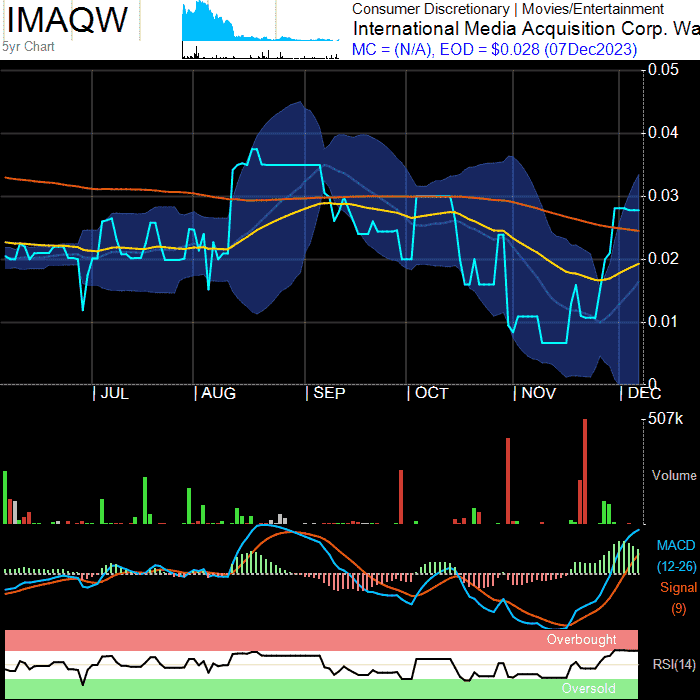 IMAQW
5yr Chart
Consumer Discretionary | Movies/Entertainment
International Media Acquisition Corp. Wa
MC = (N/A), EOD = $0.028 (07Dec2023)
0.05
0.04
0.03
0.02
0.01
0
JUL AUG SEP OCT NOV DEC
507k
Volume
MACD
(12-26)
Signal
(9)
Overbought
RSI(14)
Oversold